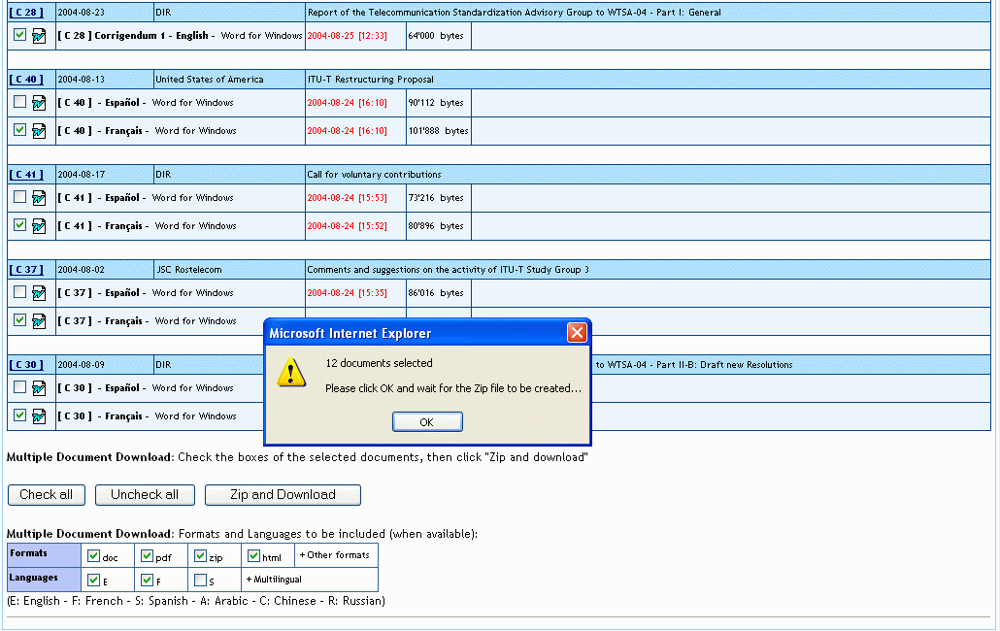 [ C 28 ] 2004-08-23 DIR Report of the Telecommunication Standardization Advisory Group to WTSA-04 - Part I: General
[ C 28 ] Corrigendum 1 - English - Word for Windows 2004-08-25 [12:33] 64'000 bytes
[ C 40 ] 2004-08-13 United States of America ITU-T Restructuring Proposal
[ C 40 ] - Español - Word for Windows 2004-08-24 [16:10] 90'112 bytes
[ C 40 ] - Français - Word for Windows 2004-08-24 [16:10] 101'888 bytes
[ C 41 ] 2004-08-17 DIR Call for voluntary contributions
[ C 41 ] - Español - Word for Windows 2004-08-24 [15:53] 73'216 bytes
[ C 41 ] - Français - Word for Windows 2004-08-24 [15:52] 80'896 bytes
[ C 37 ] 2004-08-02 JSC Rostelecom Comments and suggestions on the activity of ITU-T Study Group 3
[ C 37 ] - Español - Word for Windows 2004-08-24 [15:35] 86'016 bytes
[ C 37 ] - Français - Word for Windows
Microsoft Internet Explorer
12 documents selected
Please click OK and wait for the Zip file to be created...
OK
[ C 30 ] 2004-08-09 DIR to WTSA-04 - Part II-B: Draft new Resolutions
[ C 30 ] - Español - Word for Windows
[ C 30 ] - Français - Word for Windows
Multiple Document Download: Check the boxes of the selected documents, then click "Zip and download"
Check all Uncheck all Zip and Download
Multiple Document Download: Formats and Languages to be included (when available):
Formats doc pdf zip html + Other formats
Languages E F S + Multilingual
(E: English - F: French - S: Spanish - A: Arabic - C: Chinese - R: Russian)